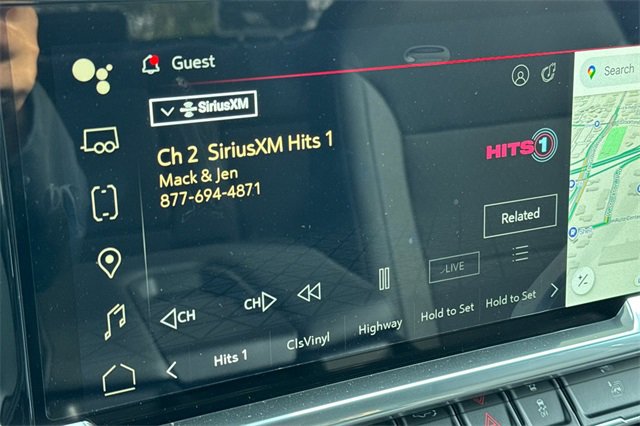 Guest
SiriusXM
Ch 2 SiriusXM Hits 1
Mack & Jen
877-694-4871
HITS 1
Related
LIVE
CH
CH
Hits 1
ClsVinyl
Highway
Hold to Set
Hold to Set
Search